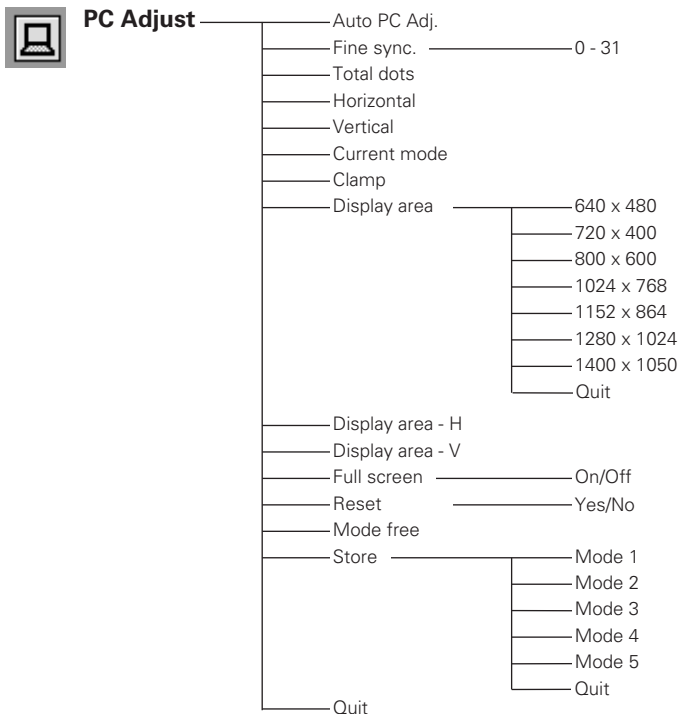 PC Adjust
Auto PC Adj.
Fine sync. 0 - 31
Total dots
Horizontal
Vertical
Current mode
Clamp
Display area 640 x 480
720 x 400
800 x 600
1024 x 768
1152 x 864
1280 x 1024
1400 x 1050
Quit
Display area - H
Display area - V
Full screen On/Off
Reset Yes/No
Mode free
Store Mode 1
Mode 2
Mode 3
Mode 4
Mode 5
Quit
Quit